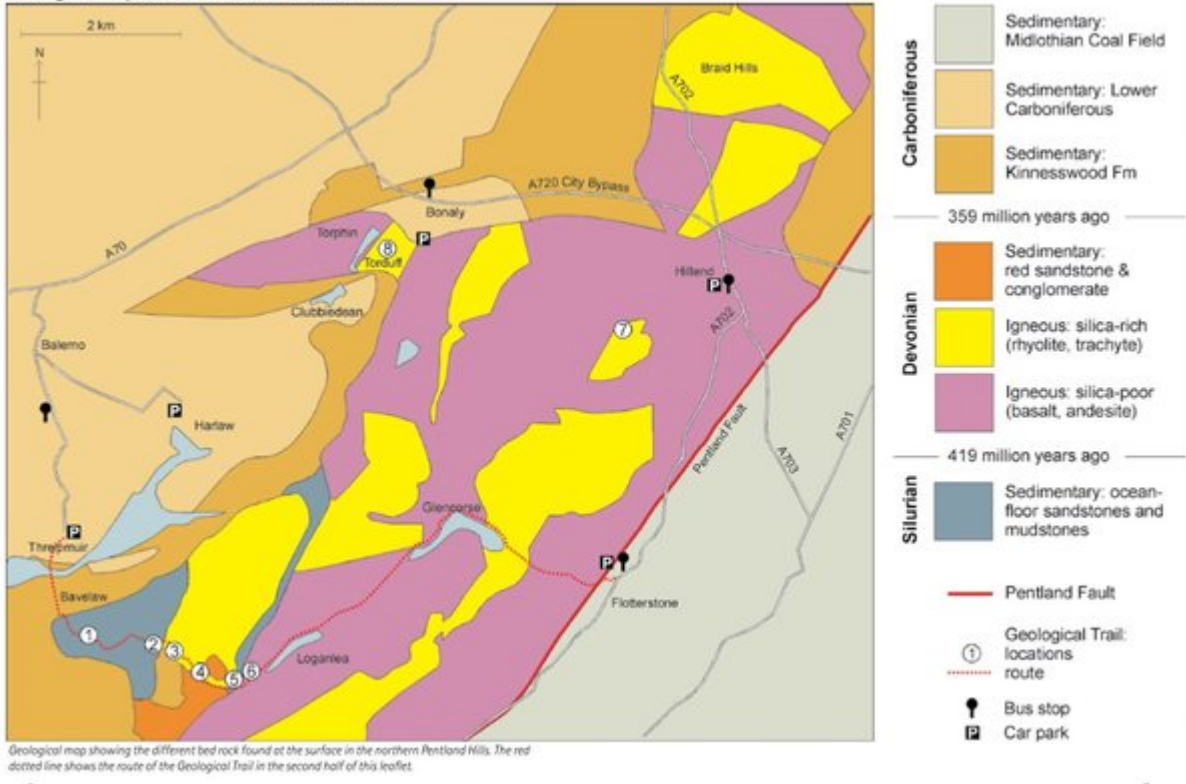 2 km
N
Braid Hills
A702
A720 City Bypass
Bonaly
Torphin
8
Torduff
A70
Clubbiedean
Hillend
A702
7
Balerno
Harlaw
Pentland Fault
A701
A703
Glencorse
Threipmuir
Bavelaw
Flotterstone
1
2
3
4
5
6
Loganlea
P
P
P
P
P
Geological map showing the different bed rock found at the surface in the northern Pentland Hills. The red
dotted line shows the route of the Geological Trail in the second half of this leaflet.
Carboniferous
Sedimentary:
Midlothian Coal Field
Sedimentary: Lower
Carboniferous
Sedimentary:
Kinnesswood Fm
359 million years ago
Devonian
Sedimentary:
red sandstone &
conglomerate
Igneous: silica-rich
(rhyolite, trachyte)
Igneous: silica-poor
(basalt, andesite)
419 million years ago
Silurian
Sedimentary: ocean-
floor sandstones and
mudstones
Pentland Fault
1
Geological Trail:
locations
route
Bus stop
P
Car park